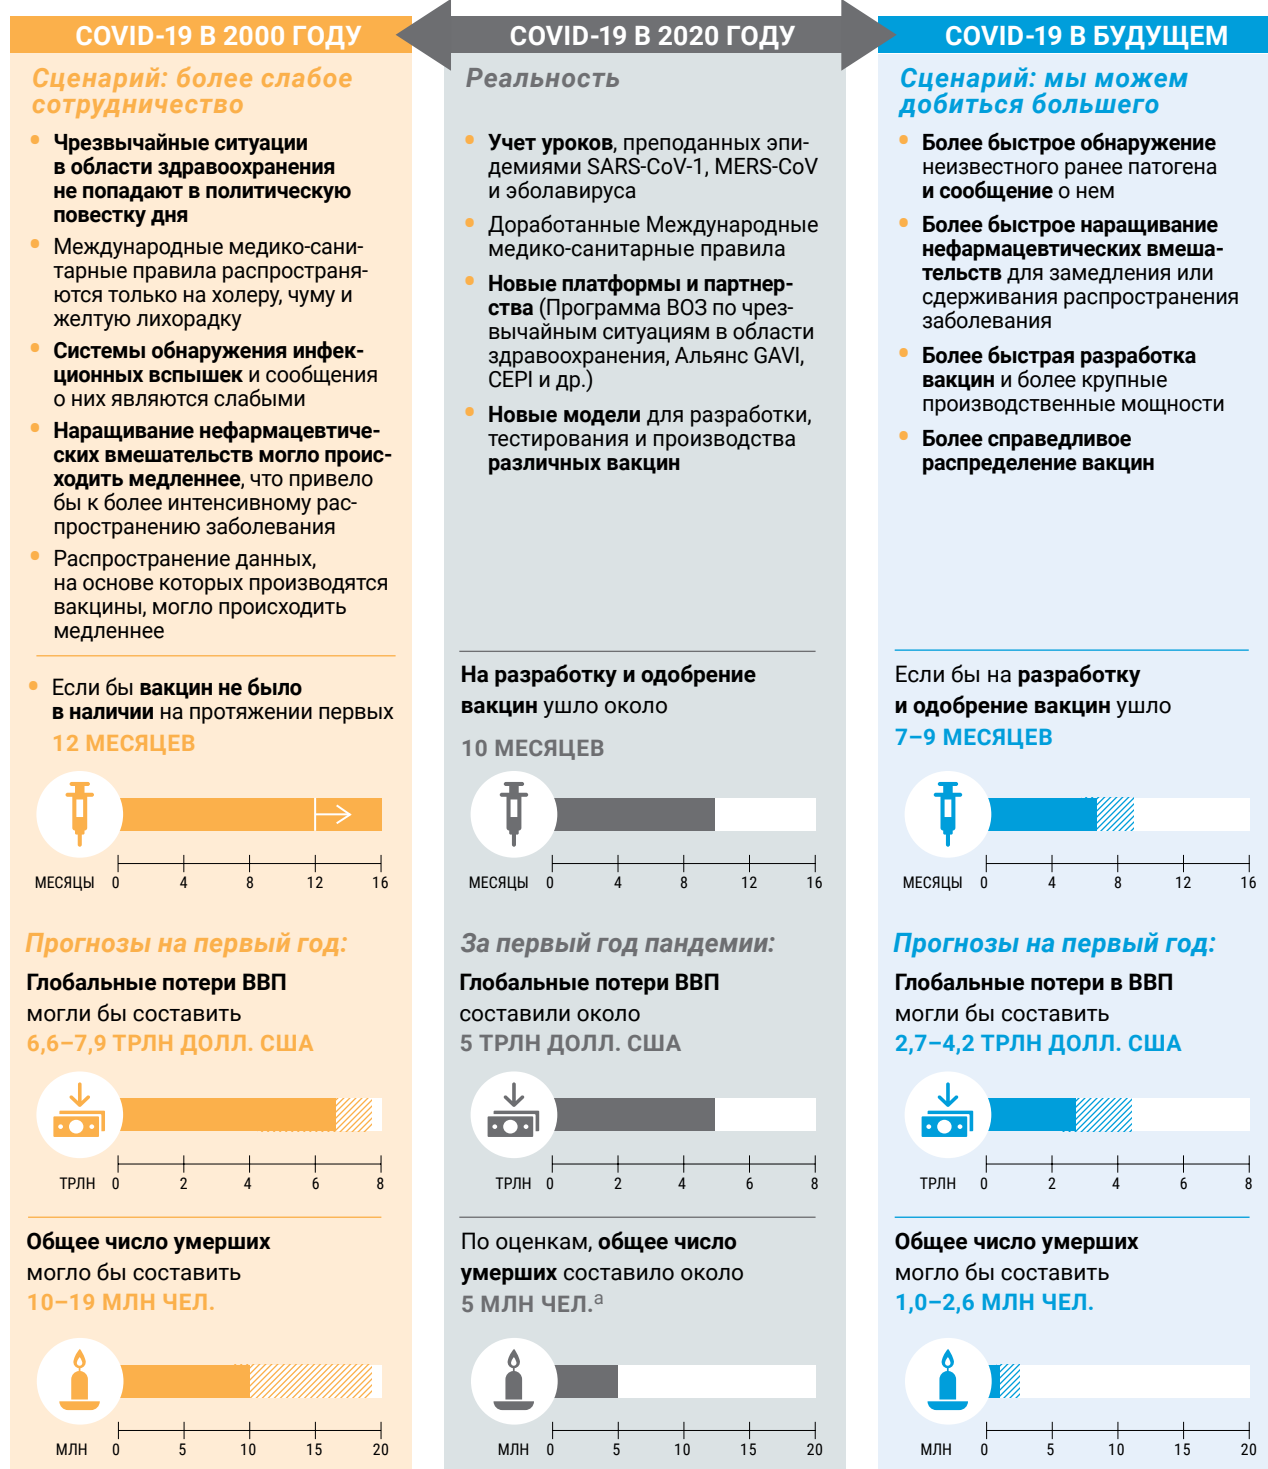 COVID-19 В 2000 ГОДУ
Сценарий: более слабое
сотрудничество
• Чрезвычайные ситуации
в области здравоохранения
не попадают в политическую
повестку дня
• Международные медико-сани-
тарные правила распространя-
ются только на холеру, чуму и
желтую лихорадку
• Системы обнаружения инфек-
ционных вспышек и сообщения
о них являются слабыми
• Наращивание нефармацевтиче-
ских вмешательств могло проис-
ходить медленнее, что привело
бы к более интенсивному рас-
пространению заболевания
• Распространение данных,
на основе которых производятся
вакцины, могло происходить
медленнее
• Если бы вакцин не было
в наличии на протяжении первых
12 МЕСЯЦЕВ
МЕСЯЦЫ 0 4 8 12 16
Прогнозы на первый год:
Глобальные потери ВВП
могли бы составить
6,6–7,9 ТРЛН ДОЛЛ. США
ТРЛН 0 2 4 6 8
Общее число умерших
могло бы составить
10–19 МЛН ЧЕЛ.
МЛН 0 5 10 15 20
COVID-19 В 2020 ГОДУ
Реальность
• Учет уроков, преподанных эпи-
демиями SARS-CoV-1, MERS-CoV
и эболавируса
• Доработанные Международные
медико-санитарные правила
• Новые платформы и партнер-
ства (Программа ВОЗ по чрез-
вычайным ситуациям в области
здравоохранения, Альянс GAVI,
CEPI и др.)
• Новые модели для разработки,
тестирования и производства
различных вакцин
На разработку и одобрение
вакцин ушло около
10 МЕСЯЦЕВ
МЕСЯЦЫ 0 4 8 12 16
За первый год пандемии:
Глобальные потери ВВП
составили около
5 ТРЛН ДОЛЛ. США
ТРЛН 0 2 4 6 8
По оценкам, общее число
умерших составило около
5 МЛН ЧЕЛ.a
МЛН 0 5 10 15 20
COVID-19 В БУДУЩЕМ
Сценарий: мы можем
добиться большего
• Более быстрое обнаружение
неизвестного ранее патогена
и сообщение о нем
• Более быстрое наращивание
нефармацевтических вмеша-
тельств для замедления или
сдерживания распространения
заболевания
• Более быстрая разработка
вакцин и более крупные
производственные мощности
• Более справедливое
распределение вакцин
Если бы на разработку
и одобрение вакцин ушло
7–9 МЕСЯЦЕВ
МЕСЯЦЫ 0 4 8 12 16
Прогнозы на первый год:
Глобальные потери в ВВП
могли бы составить
2,7–4,2 ТРЛН ДОЛЛ. США
ТРЛН 0 2 4 6 8
Общее число умерших
могло бы составить
1,0–2,6 МЛН ЧЕЛ.
МЛН 0 5 10 15 20